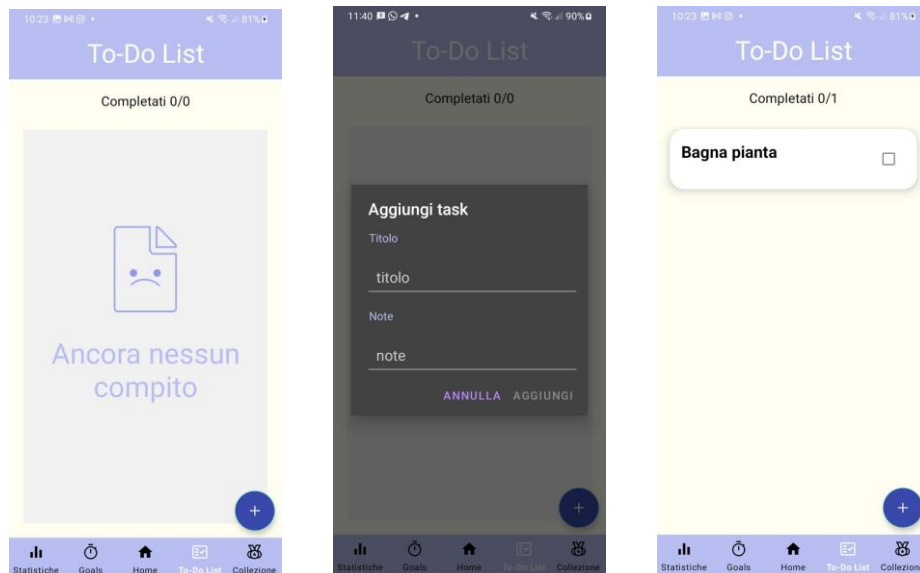 10:23
81%
To-Do List
Completati 0/0
Ancora nessun
compito
Statistiche Goals Home To-Do List Collezione
11:40
90%
To-Do List
Completati 0/0
Aggiungi task
Titolo
titolo
Note
note
ANNULLA AGGIUNGI
Statistiche Goals Home To-Do List Collezione
10:23
81%
To-Do List
Completati 0/1
Bagna pianta
Statistiche Goals Home To-Do List Collezion